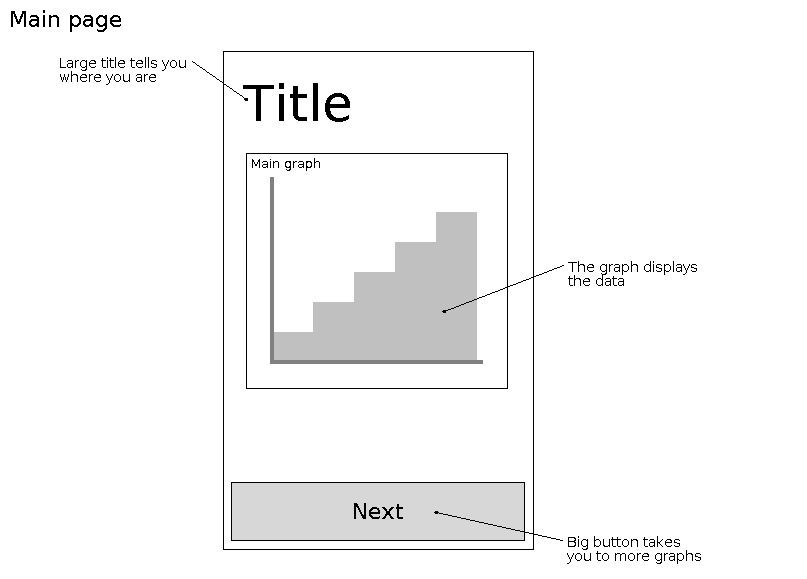 Main page
Large title tells you
where you are
Title
Main graph
The graph displays
the data
Next
Big button takes
you to more graphs